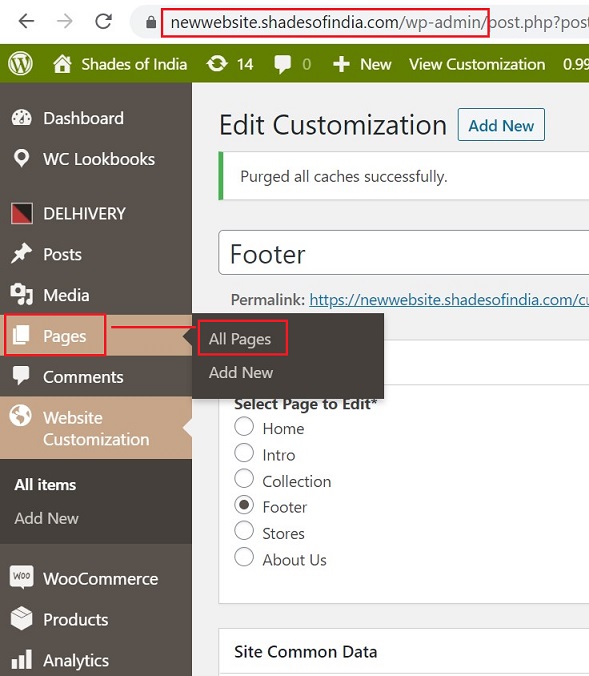 newwebsite.shadesofindia.com/wp-admin/post.php?pos
Shades of India 14 0 New View Customization 0.99
Dashboard
WC Lookbooks
DELHIVERY
Posts
Media
Pages
Comments
Website
Customization
All items
Add New
WOO WooCommerce
Products
Analytics
Edit Customization Add New
Purged all caches successfully.
Footer
Permalink: https://newwebsite.shadesofindia.com/cu
All Pages
Add New
Select Page to Edit*
Home
Intro
Collection
Footer
Stores
About Us
Site Common Data